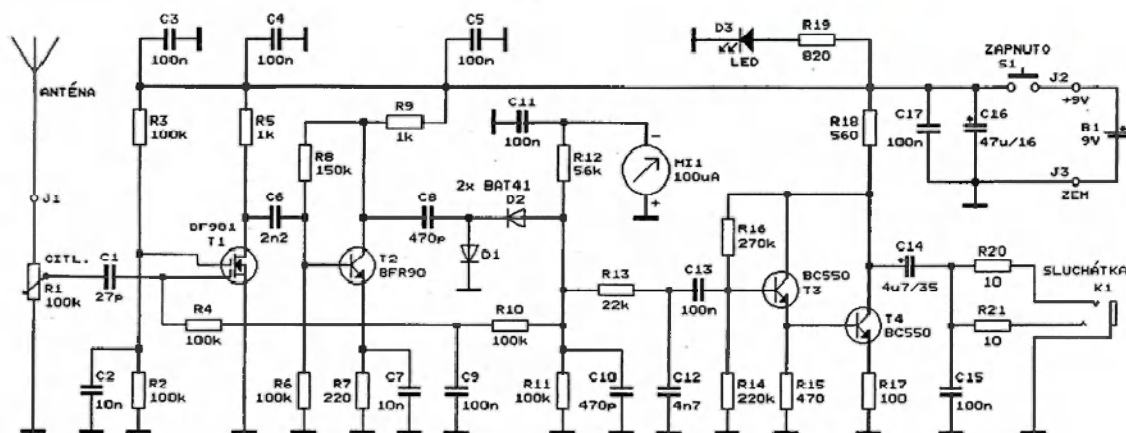 C3
100n
C4
100n
C5
100n
D3
LED
R19
820
ZAPNUTO
S1
J2
+9V
ANTÉNA
R3
100k
R5
1k
R9
1k
C11
100n
R8
150k
R12
56k
-
MI1
100uA
+
R18
560
C17
100n
C16
47u/16
B1
9V
J3
ZEM
J1
C6
2n2
2x BAT41
D2
C8
470p
D1
R16
270k
BF981
T1
T2
BFR90
CITL.
R1
100k
C1
27p
R4
100k
R10
100k
R13
22k
C13
100n
BC550
T3
C14
4u7/35
R20
10
SLUCHÁTKA
K1
T4
BC550
R21
10
C2
10n
R2
100k
R6
100k
R7
220
C7
10n
C9
100n
R11
100k
C10
470p
C12
4n7
R14
220k
R15
470
R17
100
C15
100n